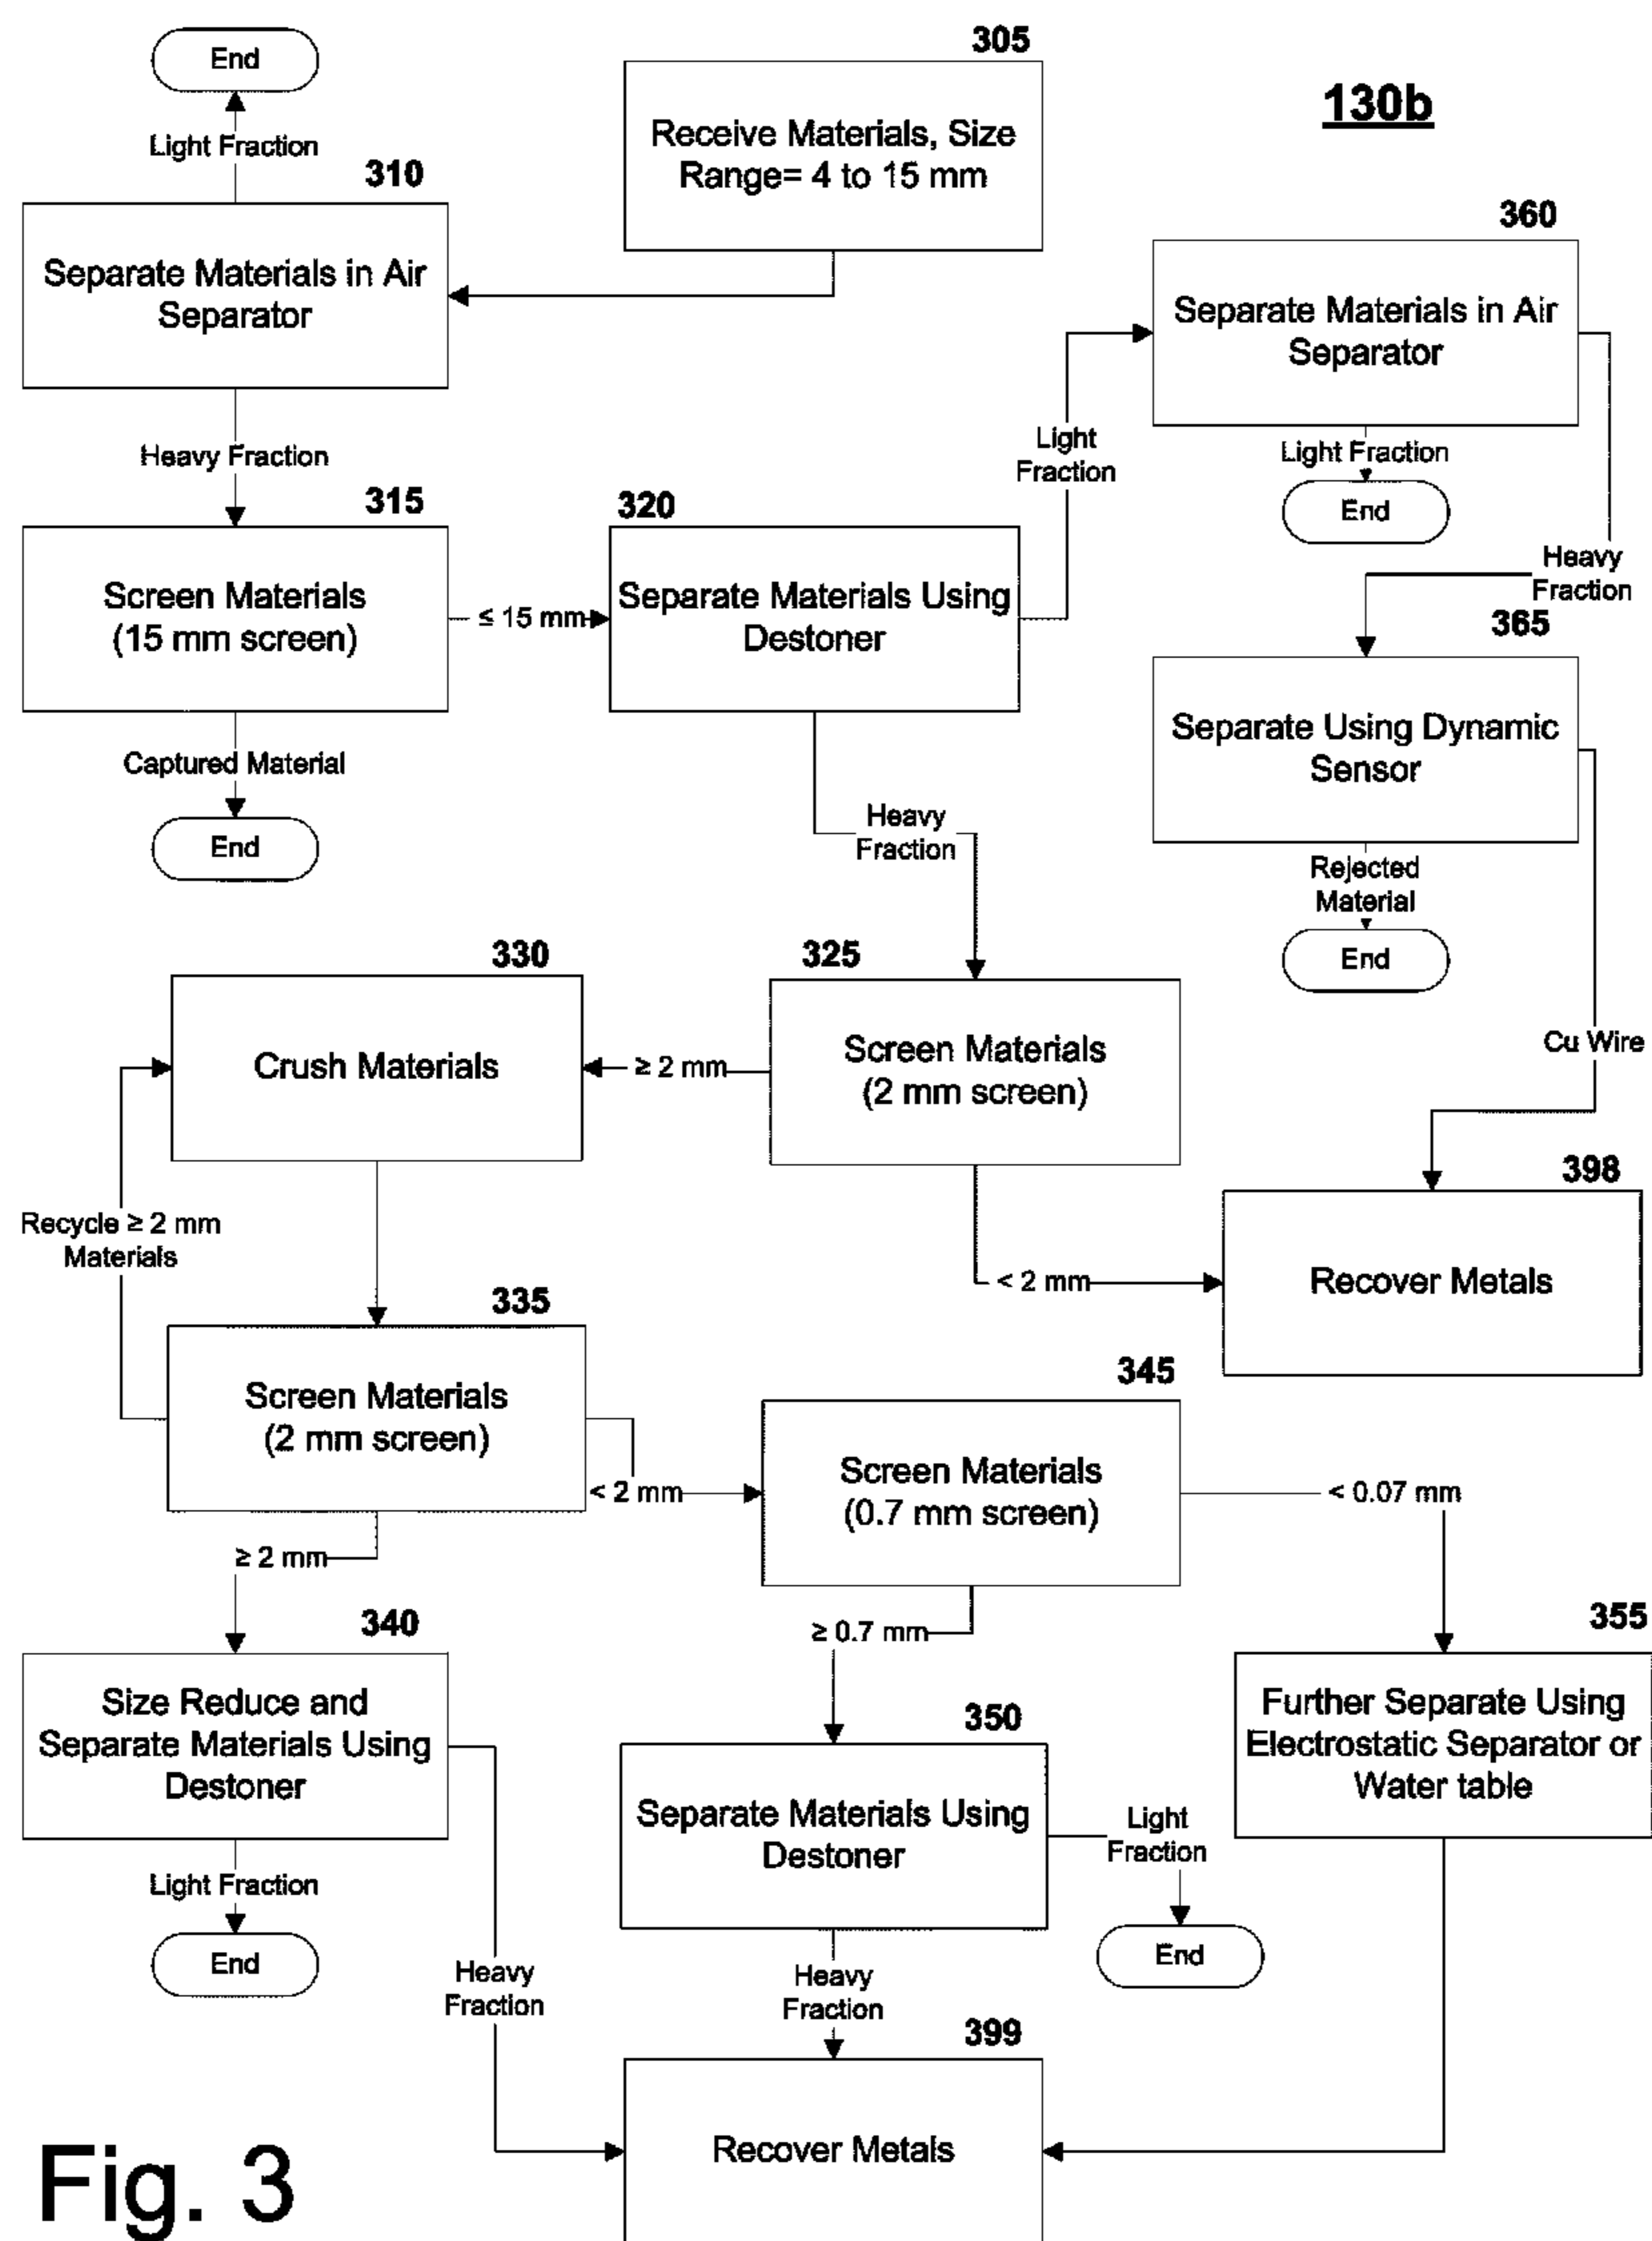 End
305
130b
Receive Materials, Size
Range= 4 to 15 mm
Light Fraction
310
360
Separate Materials in Air
Separator
Separate Materials in Air
Separator
Heavy Fraction
Light
Fraction
Light Fraction
End
Heavy
Fraction
315
320
Screen Materials
(15 mm screen)
≤ 15 mm
Separate Materials Using
Destoner
365
Separate Using Dynamic
Sensor
Captured Material
End
Heavy
Fraction
Rejected
Material
End
330
325
Crush Materials
≥ 2 mm
Screen Materials
(2 mm screen)
Cu Wire
398
Recycle ≥ 2 mm
Materials
< 2 mm
Recover Metals
335
345
Screen Materials
(2 mm screen)
< 2 mm
Screen Materials
(0.7 mm screen)
< 0.07 mm
≥ 2 mm
340
≥ 0.7 mm
355
Size Reduce and
Separate Materials Using
Destoner
350
Further Separate Using
Electrostatic Separator or
Water table
Separate Materials Using
Destoner
Light
Fraction
Light Fraction
End
End
Heavy
Fraction
Heavy
Fraction
399
Recover Metals
Fig. 3